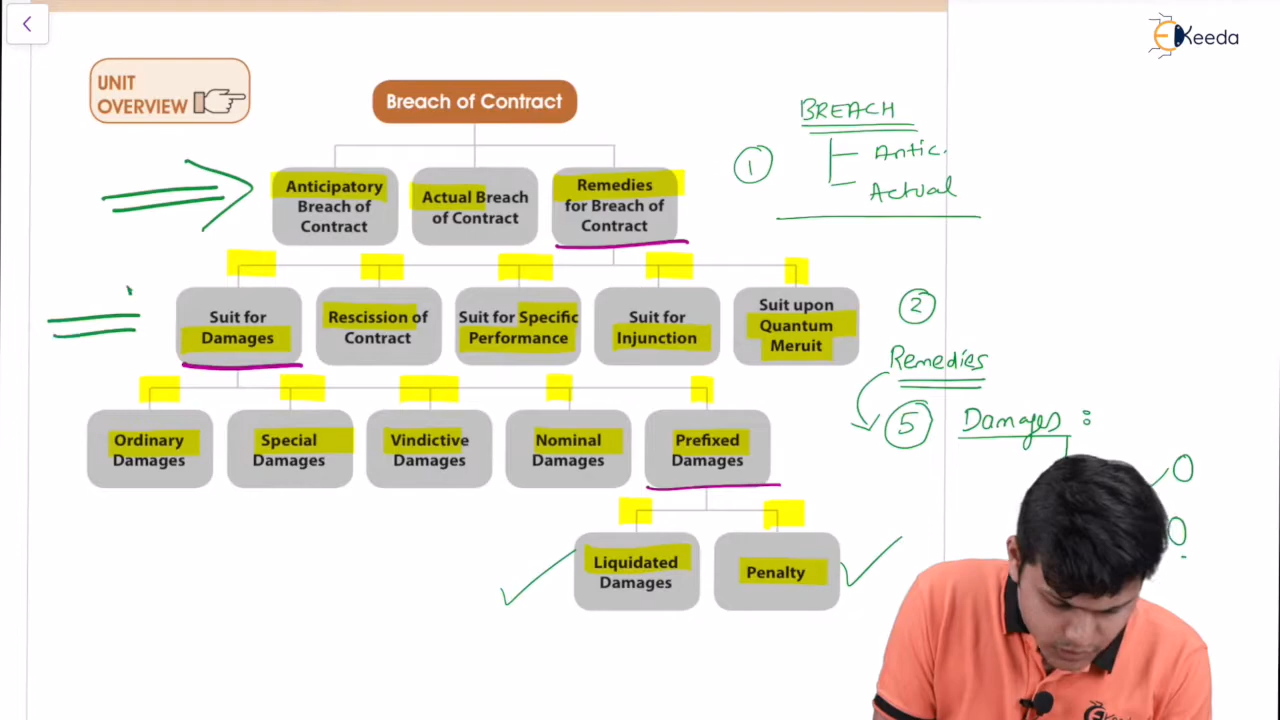 EKeeda
UNIT
OVERVIEW
Breach of Contract
Anticipatory
Breach of
Contract
Actual Breach
of Contract
Remedies
for Breach of
Contract
Suit for
Damages
Rescission of
Contract
Suit for Specific
Performance
Suit for
Injunction
Suit upon
Quantum
Meruit
Ordinary
Damages
Special
Damages
Vindictive
Damages
Nominal
Damages
Prefixed
Damages
Liquidated
Damages
Penalty
① BREACH
Antic.
Actual
②
Remedies
⑤ Damages :